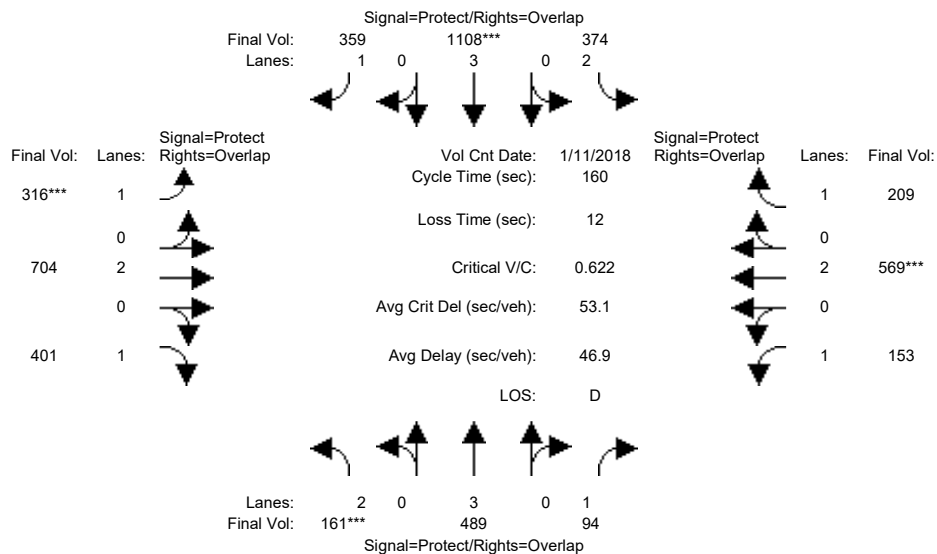 Signal=Protect/Rights=Overlap
Final Vol: 359 1108*** 374
Lanes: 1 0 3 0 2
Signal=Protect Signal=Protect
Final Vol: Lanes: Rights=Overlap Vol Cnt Date: 1/11/2018 Rights=Overlap Lanes: Final Vol:
Cycle Time (sec): 160
316*** 1 1 209
Loss Time (sec): 12
0 0
704 2 Critical V/C: 0.622 2 569***
0 Avg Crit Del (sec/veh): 53.1 0
401 1 Avg Delay (sec/veh): 46.9 1 153
LOS: D
Lanes: 2 0 3 0 1
Final Vol: 161*** 489 94
Signal=Protect/Rights=Overlap